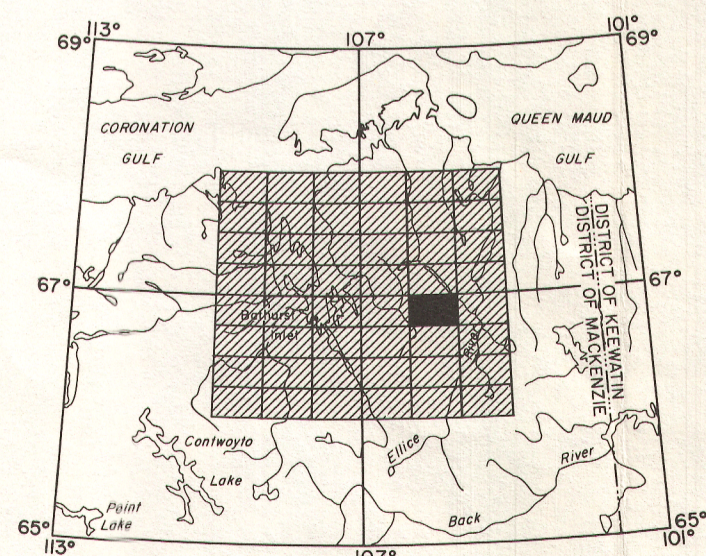 113°
107°
101°
69°
69°
CORONATION
GULF
QUEEN MAUD
GULF
DISTRICT OF KEEWATIN
DISTRICT OF MACKENZIE
67°
67°
Bathurst
Inlet
River
Contwoyto
Lake
Ellice
River
Back
Point
Lake
65°
65°
113°
107°
101°